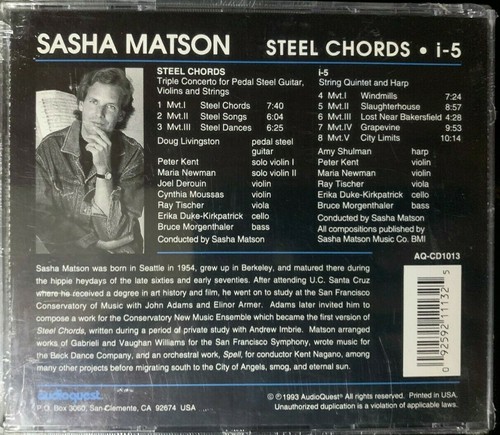 SASHA MATSON STEEL CHORDS • i-5
STEEL CHORDS
Triple Concerto for Pedal Steel Guitar,
Violins and Strings
1 Mvt.I Steel Chords 7:40
2 Mvt.II Steel Songs 6:04
3 Mvt.III Steel Dances 6:25
Doug Livingston pedal steel
guitar
Peter Kent solo violin I
Maria Newman solo violin II
Joel Derouin violin
Cynthia Moussas violin
Ray Tischer viola
Erika Duke-Kirkpatrick cello
Bruce Morgenthaler bass
Conducted by Sasha Matson
i-5
String Quintet and Harp
4 Mvt.I Windmills 7:24
5 Mvt.II Slaughterhouse 8:57
6 Mvt.III Lost Near Bakersfield 4:28
7 Mvt.IV Grapevine 9:53
8 Mvt.V City Limits 10:14
Amy Shulman harp
Peter Kent violin
Maria Newman violin
Ray Tischer viola
Erika Duke-Kirkpatrick cello
Bruce Morgenthaler bass
Conducted by Sasha Matson
All compositions published by
Sasha Matson Music Co. BMI
AQ-CD1013
Sasha Matson was born in Seattle in 1954, grew up in Berkeley, and matured there during
the hippie heydays of the late sixties and early seventies. After attending U.C. Santa Cruz
where he received a degree in art history and film, he went on to study at the San Francisco
Conservatory of Music with John Adams and Elinor Armer. Adams later invited him to
compose a work for the Conservatory New Music Ensemble which became the first version of
Steel Chords, written during a period of private study with Andrew Imbrie. Matson arranged
works of Gabrieli and Vaughan Williams for the San Francisco Symphony, wrote music for
the Bock Dance Company, and an orchestral work, Spell, for conductor Kent Nagano, among
many other projects before migrating south to the City of Angels, smog, and eternal sun.
0 92592 11132 5
audioquest
P.O. Box 3060, San Clemente, CA 92674 USA
© ℗ 1993 AudioQuest® All rights reserved. Printed in USA.
Unauthorized duplication is a violation of applicable laws.